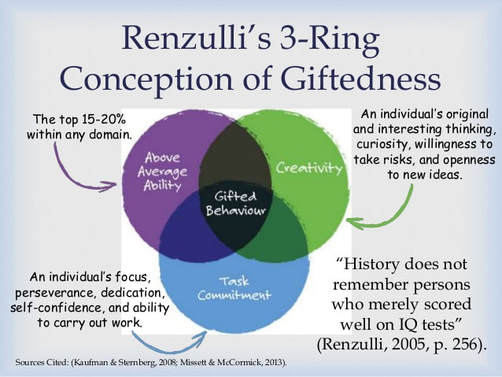 Renzulli's 3-Ring
Conception of Giftedness
The top 15-20%
within any domain.
An individual's original
and interesting thinking,
curiosity, willingness to
take risks, and openness
to new ideas.
Above
Average
Ability
Creativity
Gifted
Behaviour
Task
Commitment
An individual's focus,
perseverance, dedication,
self-confidence, and ability
to carry out work.
“History does not
remember persons
who merely scored
well on IQ tests”
(Renzulli, 2005, p. 256).
Sources Cited: (Kaufman & Sternberg, 2008; Missett & McCormick, 2013).